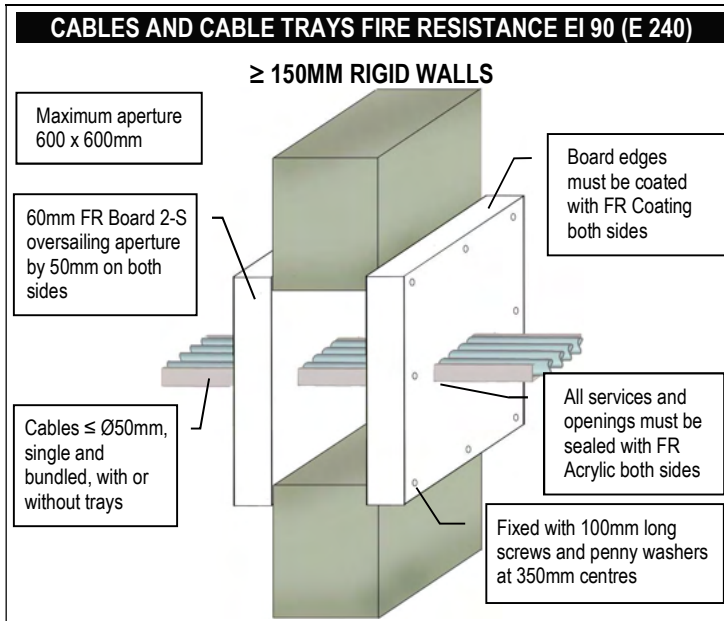 CABLES AND CABLE TRAYS FIRE RESISTANCE EI 90 (E 240)
≥ 150MM RIGID WALLS
Maximum aperture
600 x 600mm
Board edges
must be coated
with FR Coating
both sides
60mm FR Board 2-S
oversailing aperture
by 50mm on both
sides
Cables ≤ Ø50mm,
single and
bundled, with or
without trays
All services and
openings must be
sealed with FR
Acrylic both sides
Fixed with 100mm long
screws and penny washers
at 350mm centres